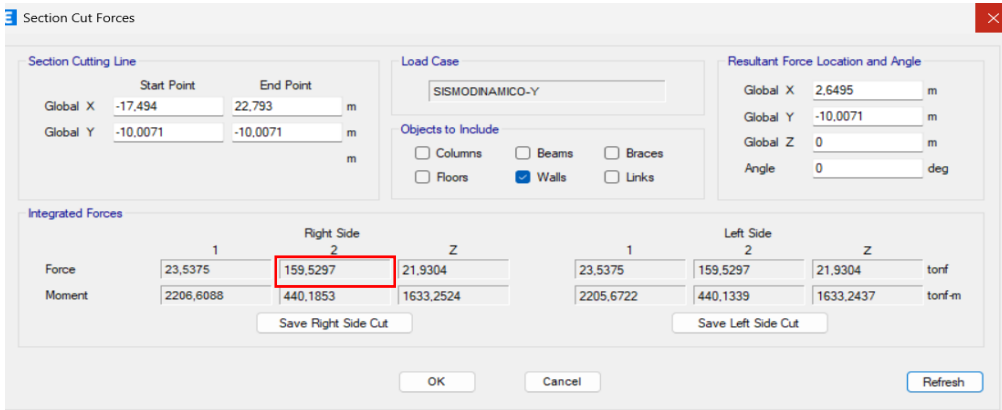 E Section Cut Forces
Section Cutting Line
Start Point End Point
Global X -17,494 22,793 m
Global Y -10,0071 -10,0071 m
m
Load Case
SISMODINAMICO-Y
Objects to Include
Columns Beams Braces
Floors Walls Links
Resultant Force Location and Angle
Global X 2,6495 m
Global Y -10,0071 m
Global Z 0 m
Angle 0 deg
Integrated Forces
Right Side Left Side
1 2 Z 1 2 Z
Force 23,5375 159,5297 21,9304 23,5375 159,5297 21,9304 tonf
Moment 2206,6088 440,1853 1633,2524 2205,6722 440,1339 1633,2437 tonf-m
Save Right Side Cut Save Left Side Cut
OK Cancel Refresh